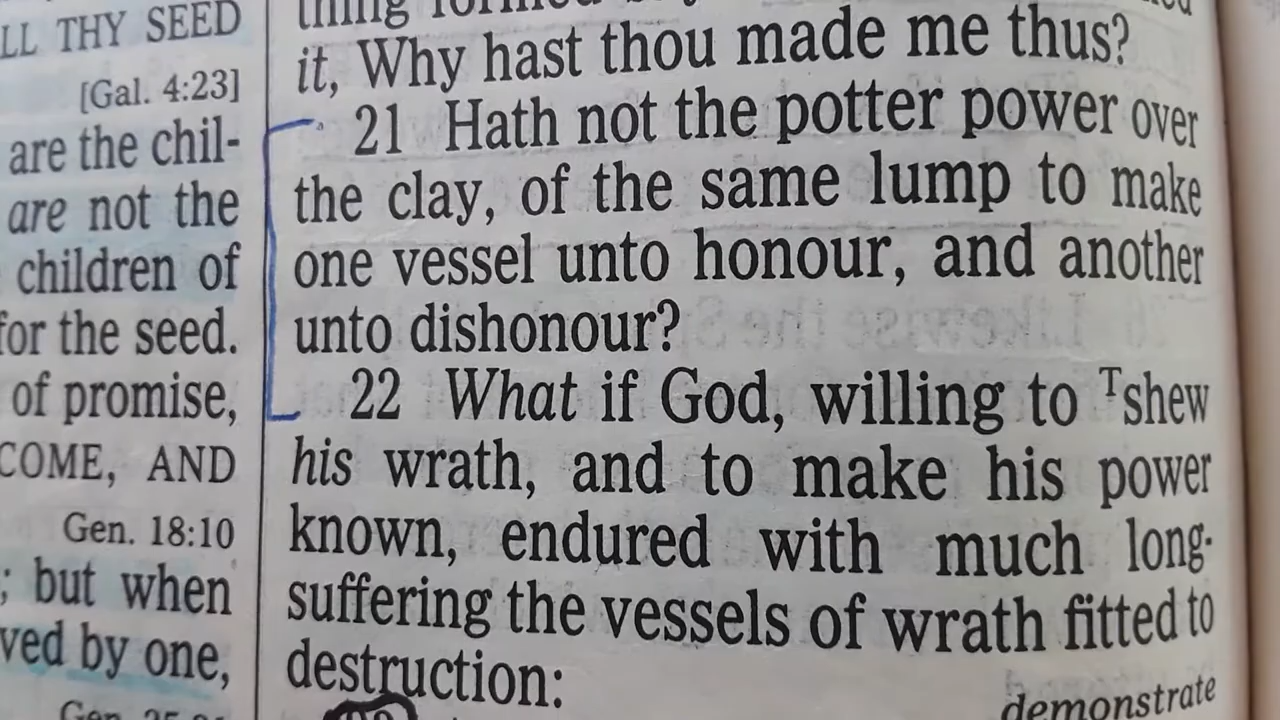 LL THY SEED
[Gal. 4:23]
are the chil-
are not the
children of
for the seed.
of promise,
COME, AND
Gen. 18:10
; but when
ved by one,
Gen.
thing formed
it, Why hast thou made me thus?
21 Hath not the potter power over
the clay, of the same lump to make
one vessel unto honour, and another
unto dishonour?
22 What if God, willing to ᵀshew
his wrath, and to make his power
known, endured with much long-
suffering the vessels of wrath fitted to
destruction:
demonstrate